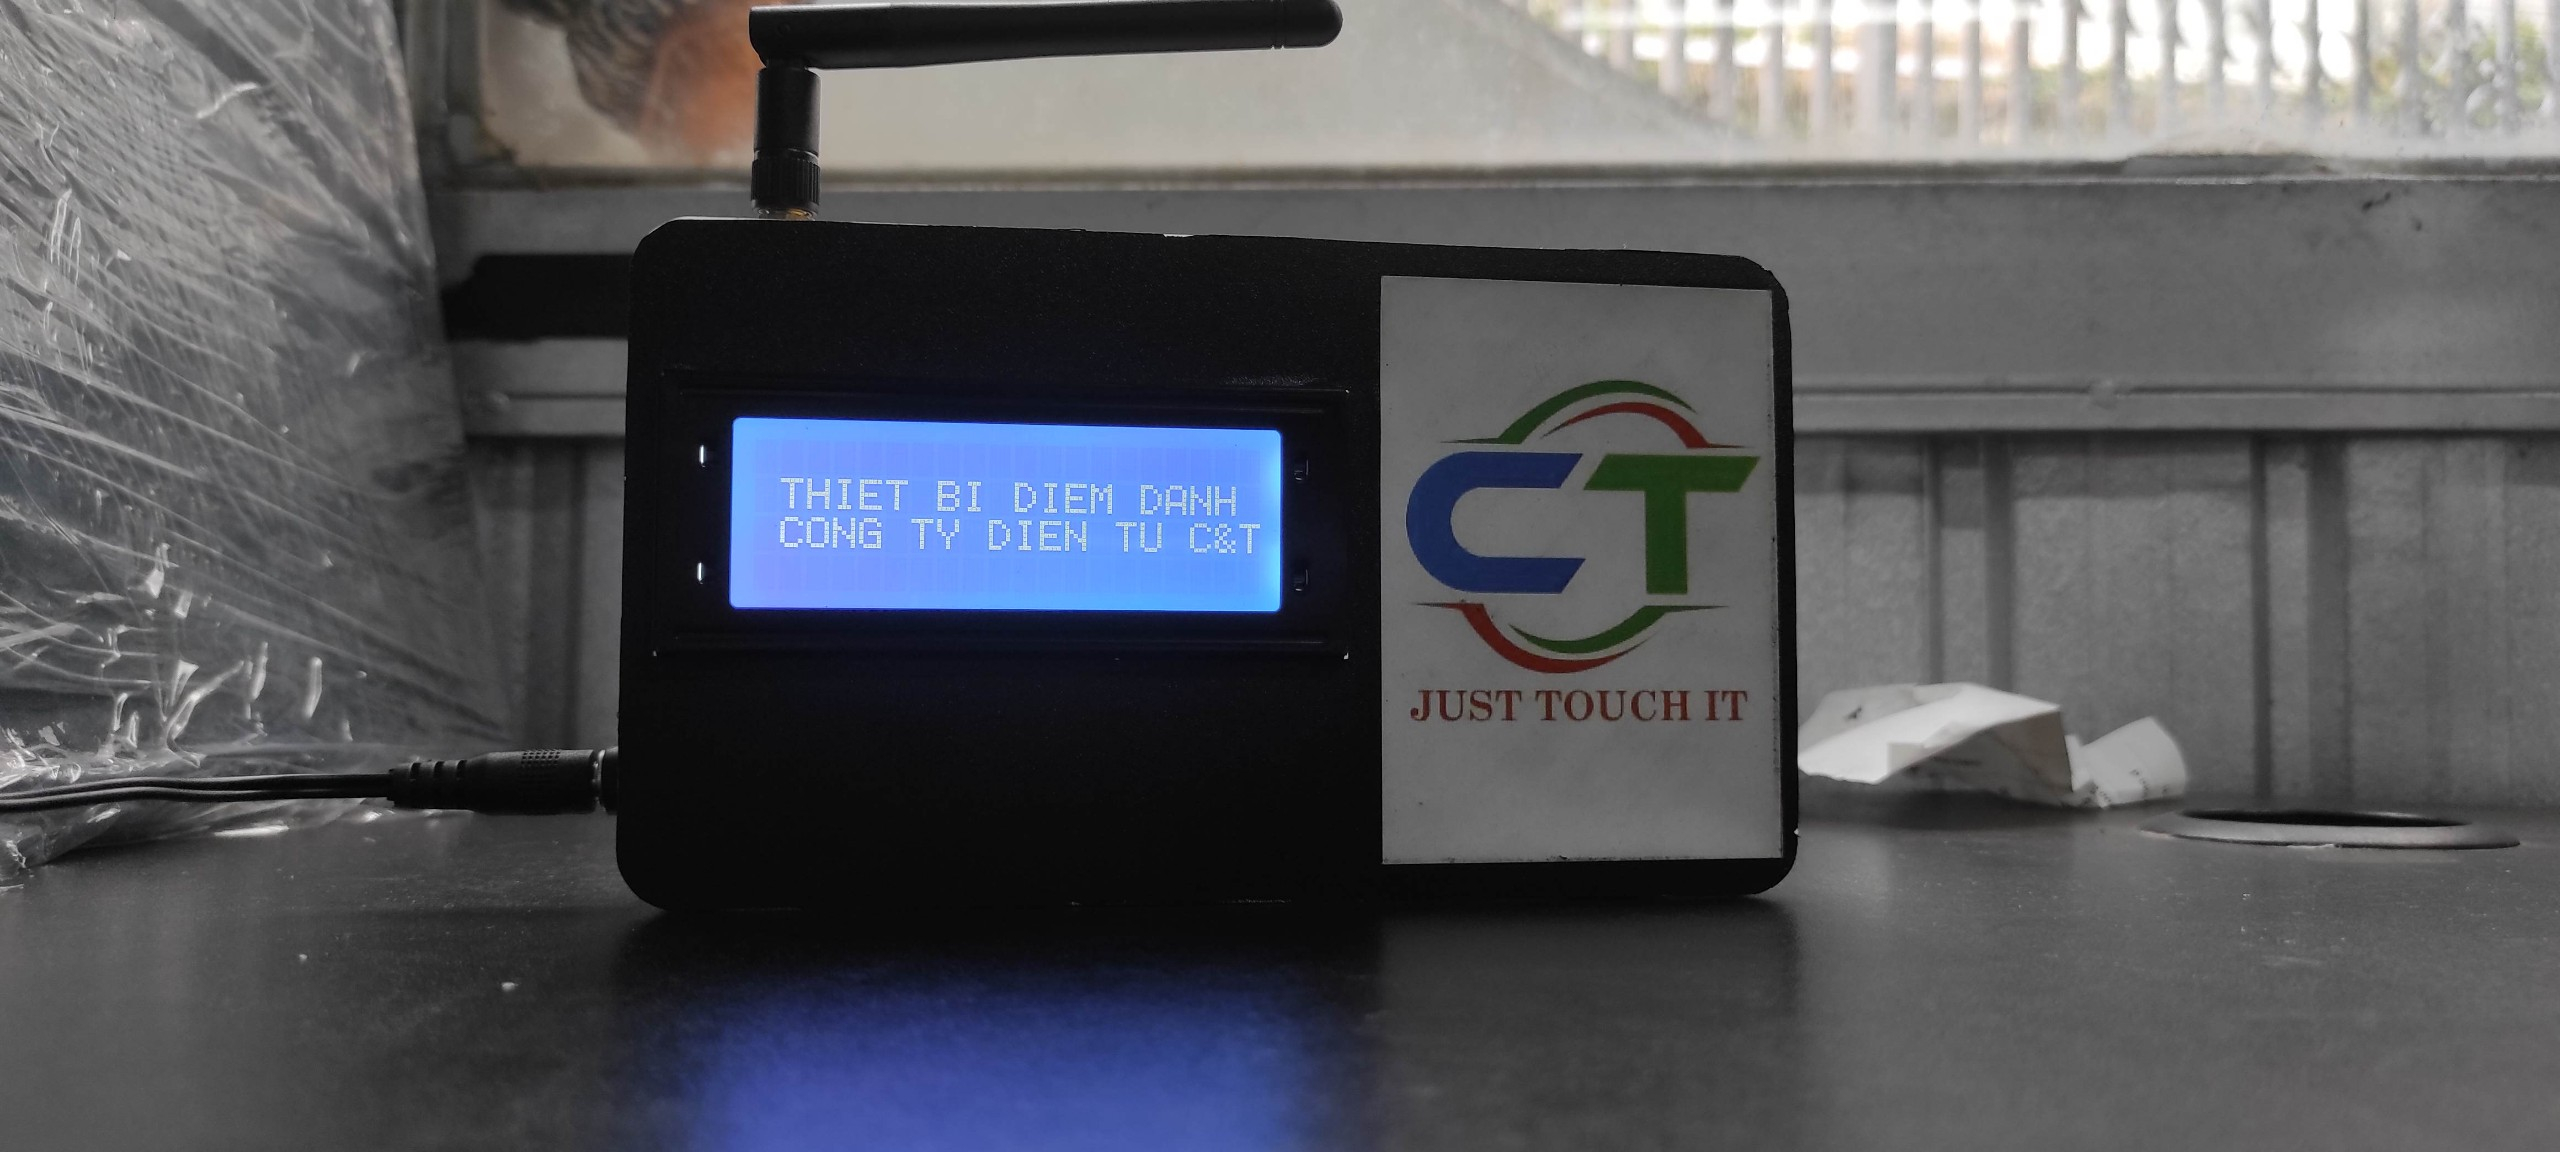 THIET BI DIEM DANH
CONG TY DIEN TU C&T
CT
JUST TOUCH IT